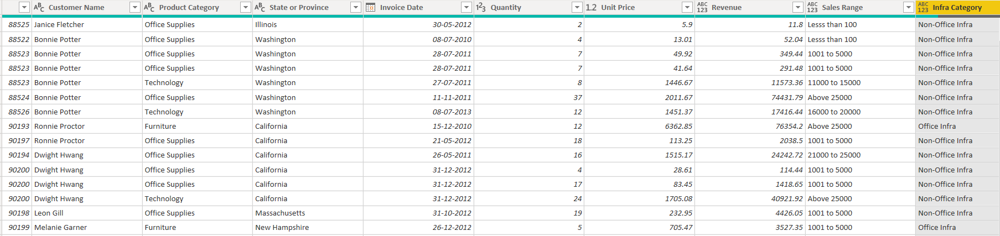 ABC Customer Name ABC Product Category ABC State or Province Invoice Date 123 Quantity 1.2 Unit Price ABC 123 Revenue ABC 123 Sales Range ABC 123 Infra Category
88525 Janice Fletcher Office Supplies Illinois 30-05-2012 2 5.9 11.8 Lesss than 100 Non-Office Infra
88522 Bonnie Potter Office Supplies Washington 08-07-2010 4 13.01 52.04 Lesss than 100 Non-Office Infra
88523 Bonnie Potter Office Supplies Washington 28-07-2011 7 49.92 349.44 1001 to 5000 Non-Office Infra
88523 Bonnie Potter Office Supplies Washington 28-07-2011 7 41.64 291.48 1001 to 5000 Non-Office Infra
88523 Bonnie Potter Technology Washington 27-07-2011 8 1446.67 11573.36 11000 to 15000 Non-Office Infra
88524 Bonnie Potter Office Supplies Washington 11-11-2011 37 2011.67 74431.79 Above 25000 Non-Office Infra
88526 Bonnie Potter Technology Washington 08-07-2013 12 1451.37 17416.44 16000 to 20000 Non-Office Infra
90193 Ronnie Proctor Furniture California 15-12-2010 12 6362.85 76354.2 Above 25000 Office Infra
90197 Ronnie Proctor Office Supplies California 21-05-2012 18 113.25 2038.5 1001 to 5000 Non-Office Infra
90194 Dwight Hwang Office Supplies California 26-05-2011 16 1515.17 24242.72 21000 to 25000 Non-Office Infra
90200 Dwight Hwang Office Supplies California 31-12-2012 4 28.61 114.44 1001 to 5000 Non-Office Infra
90200 Dwight Hwang Office Supplies California 31-12-2012 17 83.45 1418.65 1001 to 5000 Non-Office Infra
90200 Dwight Hwang Technology California 31-12-2012 24 1705.08 40921.92 Above 25000 Non-Office Infra
90198 Leon Gill Office Supplies Massachusetts 31-10-2012 19 232.95 4426.05 1001 to 5000 Non-Office Infra
90199 Melanie Garner Furniture New Hampshire 26-12-2012 5 705.47 3527.35 1001 to 5000 Office Infra